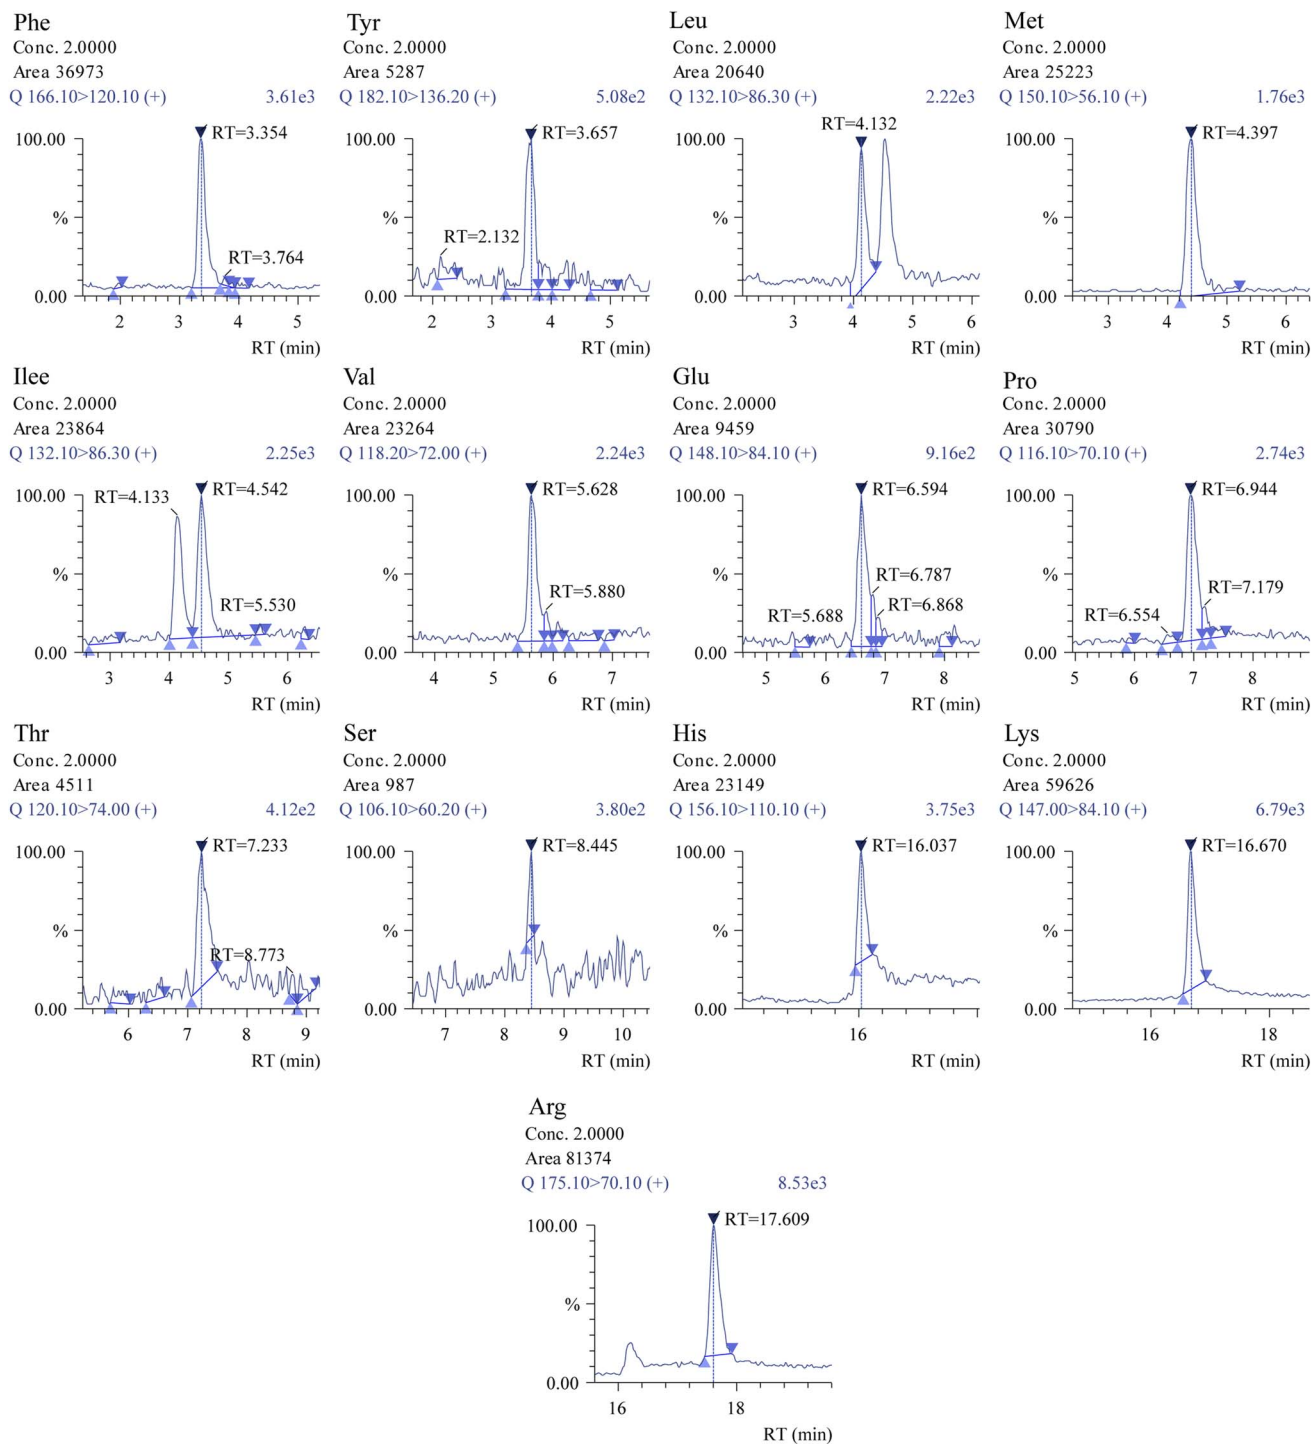 Phe
Conc. 2.0000
Area 36973
Q 166.10>120.10 (+) 3.61e3
100.00
RT=3.354
%
RT=3.764
0.00
2 3 4 5
RT (min)
Tyr
Conc. 2.0000
Area 5287
Q 182.10>136.20 (+) 5.08e2
100.00
RT=3.657
%
RT=2.132
0.00
2 3 4 5
RT (min)
Leu
Conc. 2.0000
Area 20640
Q 132.10>86.30 (+) 2.22e3
RT=4.132
100.00
%
0.00
3 4 5 6
RT (min)
Met
Conc. 2.0000
Area 25223
Q 150.10>56.10 (+) 1.76e3
100.00
RT=4.397
%
0.00
3 4 5 6
RT (min)
Ilee
Conc. 2.0000
Area 23864
Q 132.10>86.30 (+) 2.25e3
100.00
RT=4.133
RT=4.542
%
RT=5.530
0.00
3 4 5 6
RT (min)
Val
Conc. 2.0000
Area 23264
Q 118.20>72.00 (+) 2.24e3
100.00
RT=5.628
%
RT=5.880
0.00
4 5 6 7
RT (min)
Glu
Conc. 2.0000
Area 9459
Q 148.10>84.10 (+) 9.16e2
100.00
RT=6.594
%
RT=6.787
RT=6.868
RT=5.688
0.00
5 6 7 8
RT (min)
Pro
Conc. 2.0000
Area 30790
Q 116.10>70.10 (+) 2.74e3
100.00
RT=6.944
%
RT=7.179
RT=6.554
0.00
5 6 7 8
RT (min)
Thr
Conc. 2.0000
Area 4511
Q 120.10>74.00 (+) 4.12e2
100.00
RT=7.233
%
RT=8.773
0.00
6 7 8 9
RT (min)
Ser
Conc. 2.0000
Area 987
Q 106.10>60.20 (+) 3.80e2
100.00
RT=8.445
%
0.00
7 8 9 10
RT (min)
His
Conc. 2.0000
Area 23149
Q 156.10>110.10 (+) 3.75e3
100.00
RT=16.037
%
0.00
16
RT (min)
Lys
Conc. 2.0000
Area 59626
Q 147.00>84.10 (+) 6.79e3
100.00
RT=16.670
%
0.00
16 18
RT (min)
Arg
Conc. 2.0000
Area 81374
Q 175.10>70.10 (+) 8.53e3
100.00
RT=17.609
%
0.00
16 18
RT (min)